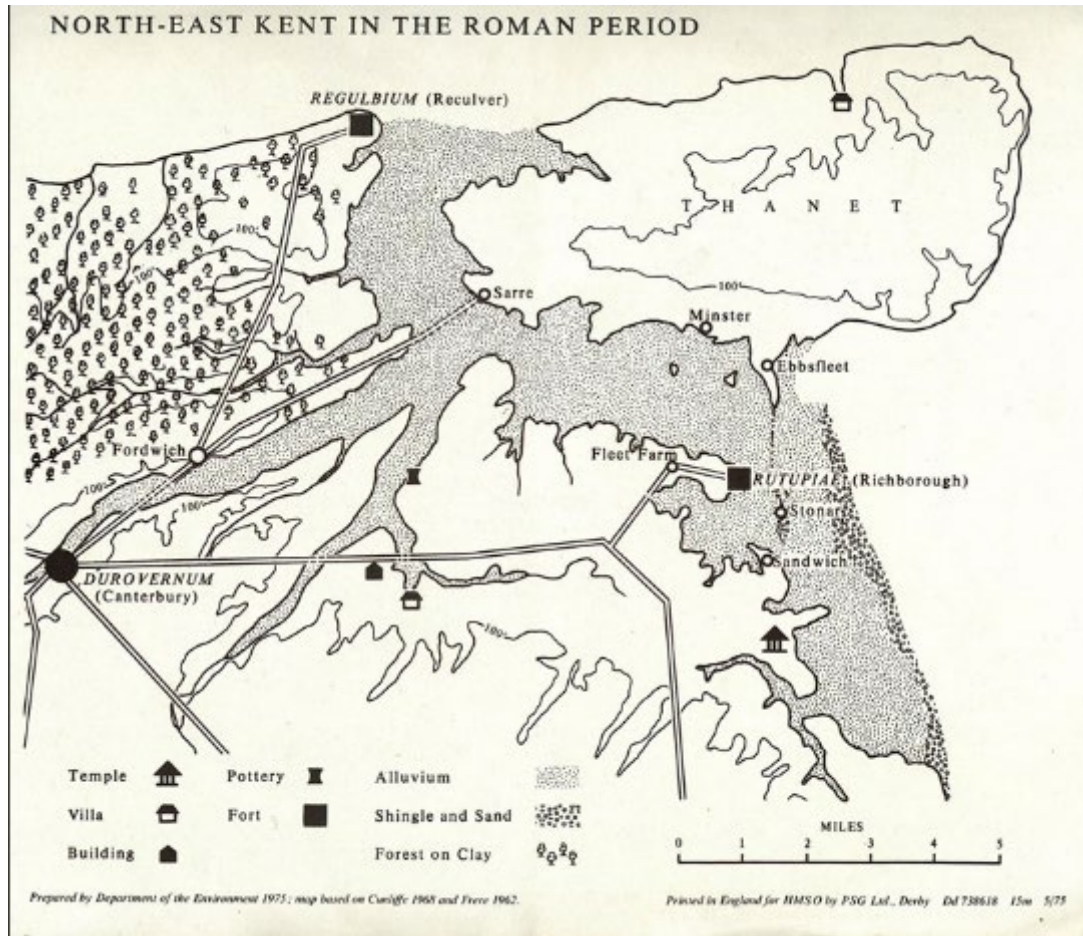 NORTH-EAST KENT IN THE ROMAN PERIOD
REGULBIUM (Reculver)
THANET
100'
100'
100'
Sarre
Minster
Ebbsfleet
Fordwich
Fleet Farm
RUTUPIAE (Richborough)
100'
100'
Stonar
Sandwich
DUROVERNUM
(Canterbury)
100'
Temple
Pottery
Alluvium
Villa
Fort
Shingle and Sand
Building
Forest on Clay
MILES
0 1 2 3 4 5
Prepared by Department of the Environment 1975; map based on Cunliffe 1968 and Frere 1962.
Printed in England for HMSO by PSG Ltd., Derby Dd 738618 15m 5/75